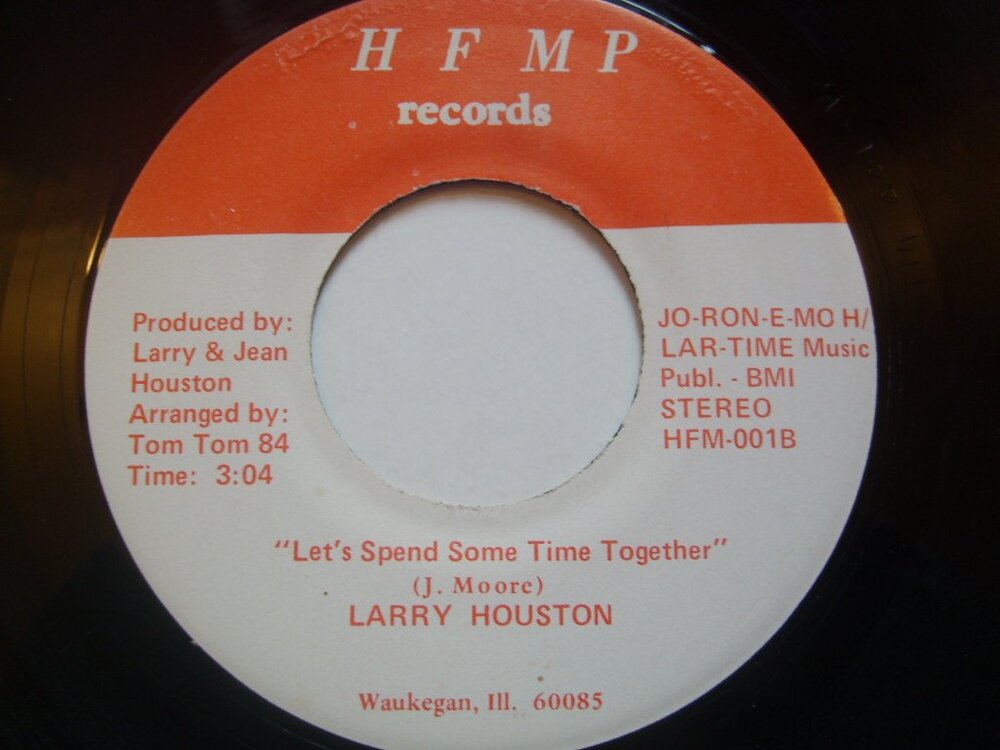 H F M P
records
Produced by:
Larry & Jean
Houston
Arranged by:
Tom Tom 84
Time: 3:04
JO-RON-E-MO H/
LAR-TIME Music
Publ. - BMI
STEREO
HFM-001B
"Let's Spend Some Time Together"
(J. Moore)
LARRY HOUSTON
Waukegan, Ill. 60085